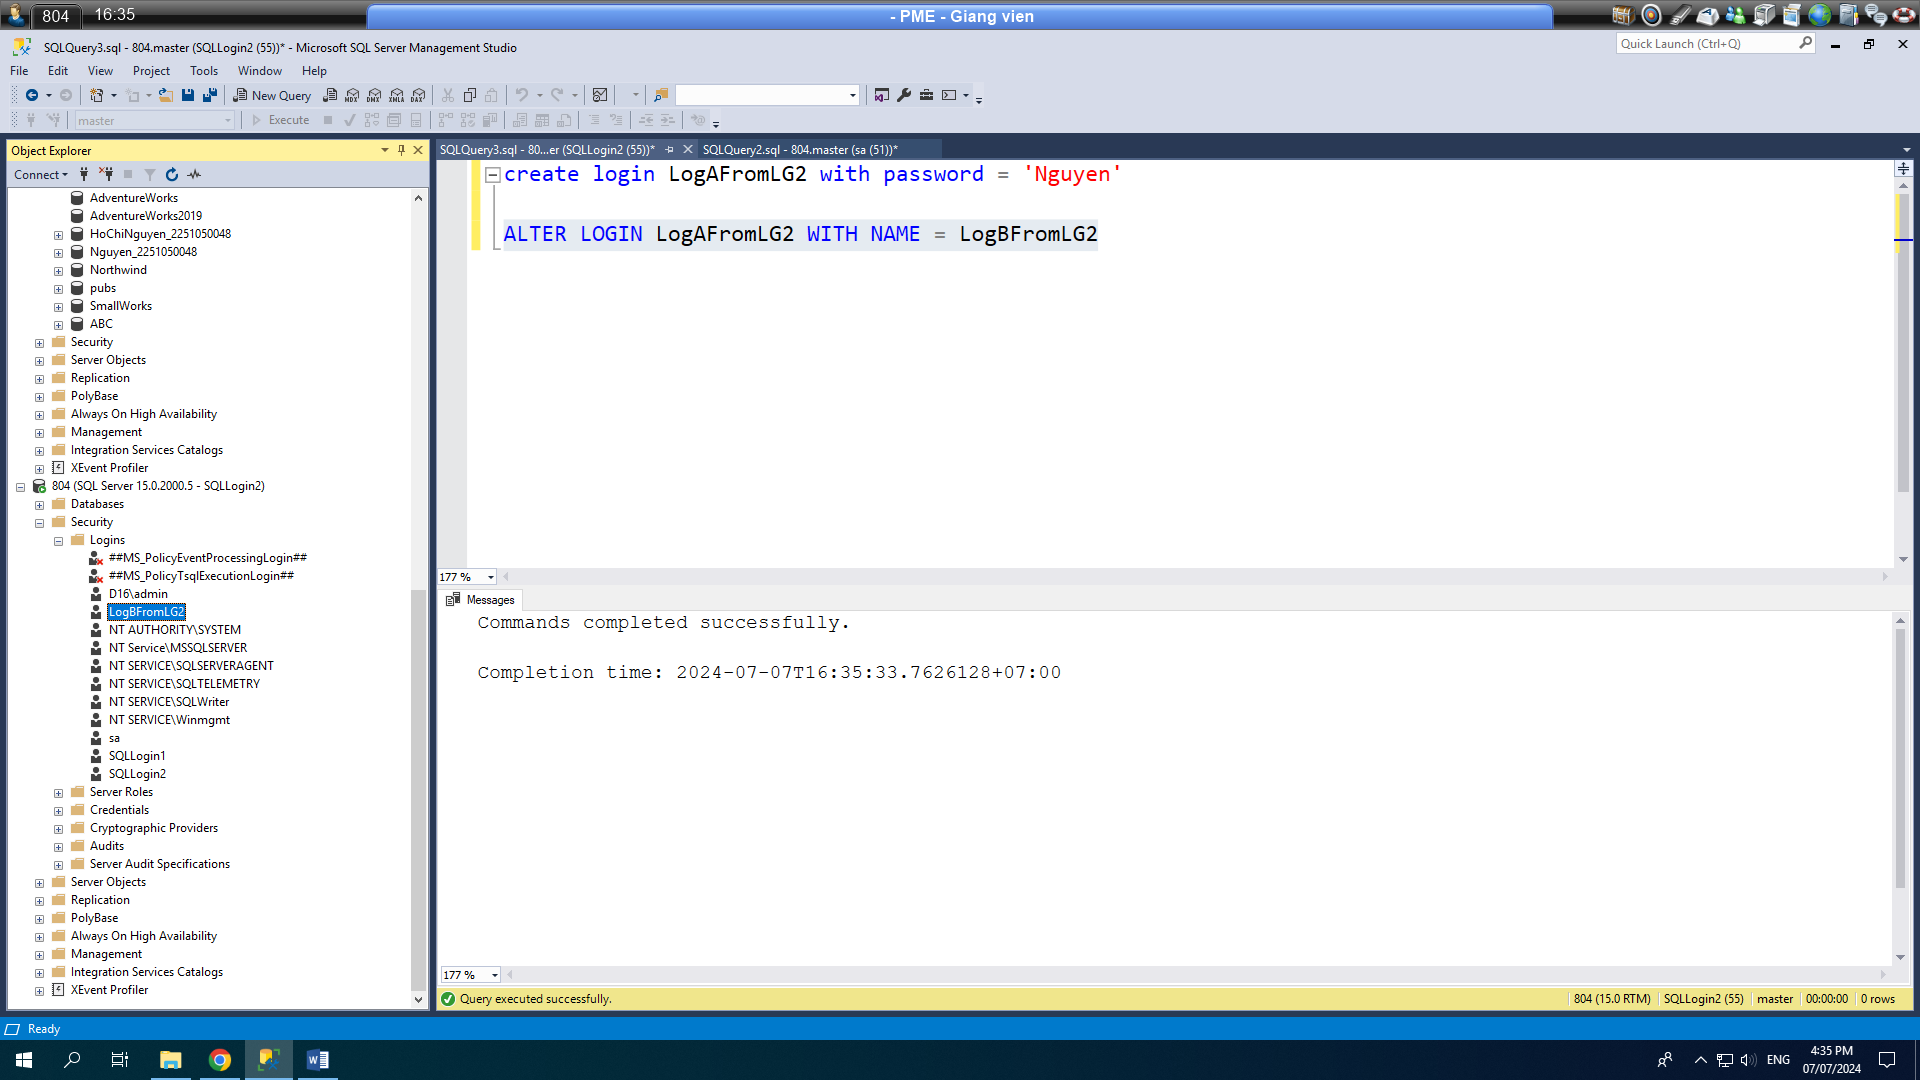 804 16:35 - PME - Giang vien
SQLQuery3.sql - 804.master (SQLLogin2 (55))* - Microsoft SQL Server Management Studio
Quick Launch (Ctrl+Q)
File Edit View Project Tools Window Help
New Query MDX DMX XMLA DAX
master Execute
Object Explorer
Connect
AdventureWorks
AdventureWorks2019
HoChiNguyen_2251050048
Nguyen_2251050048
Northwind
pubs
SmallWorks
ABC
Security
Server Objects
Replication
PolyBase
Always On High Availability
Management
Integration Services Catalogs
XEvent Profiler
804 (SQL Server 15.0.2000.5 - SQLLogin2)
Databases
Security
Logins
##MS_PolicyEventProcessingLogin##
##MS_PolicyTsqlExecutionLogin##
D16\admin
LogBFromLG2
NT AUTHORITY\SYSTEM
NT Service\MSSQLSERVER
NT SERVICE\SQLSERVERAGENT
NT SERVICE\SQLTELEMETRY
NT SERVICE\SQLWriter
NT SERVICE\Winmgmt
sa
SQLLogin1
SQLLogin2
Server Roles
Credentials
Cryptographic Providers
Audits
Server Audit Specifications
Server Objects
Replication
PolyBase
Always On High Availability
Management
Integration Services Catalogs
XEvent Profiler
SQLQuery3.sql - 80...er (SQLLogin2 (55))* SQLQuery2.sql - 804.master (sa (51))*
create login LogAFromLG2 with password = 'Nguyen'
ALTER LOGIN LogAFromLG2 WITH NAME = LogBFromLG2
177 %
Messages
Commands completed successfully.
Completion time: 2024-07-07T16:35:33.7626128+07:00
177 %
Query executed successfully. 804 (15.0 RTM) SQLLogin2 (55) master 00:00:00 0 rows
Ready
ENG 4:35 PM
07/07/2024